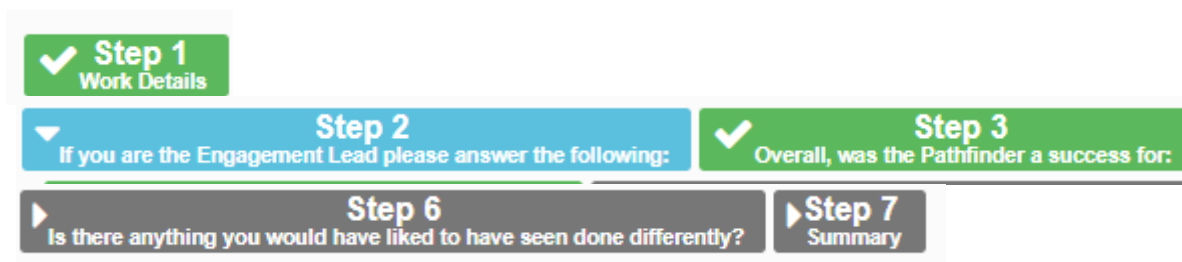 Step 1
Work Details
Step 2
If you are the Engagement Lead please answer the following:
Step 3
Overall, was the Pathfinder a success for:
Step 6
Is there anything you would have liked to have seen done differently?
Step 7
Summary